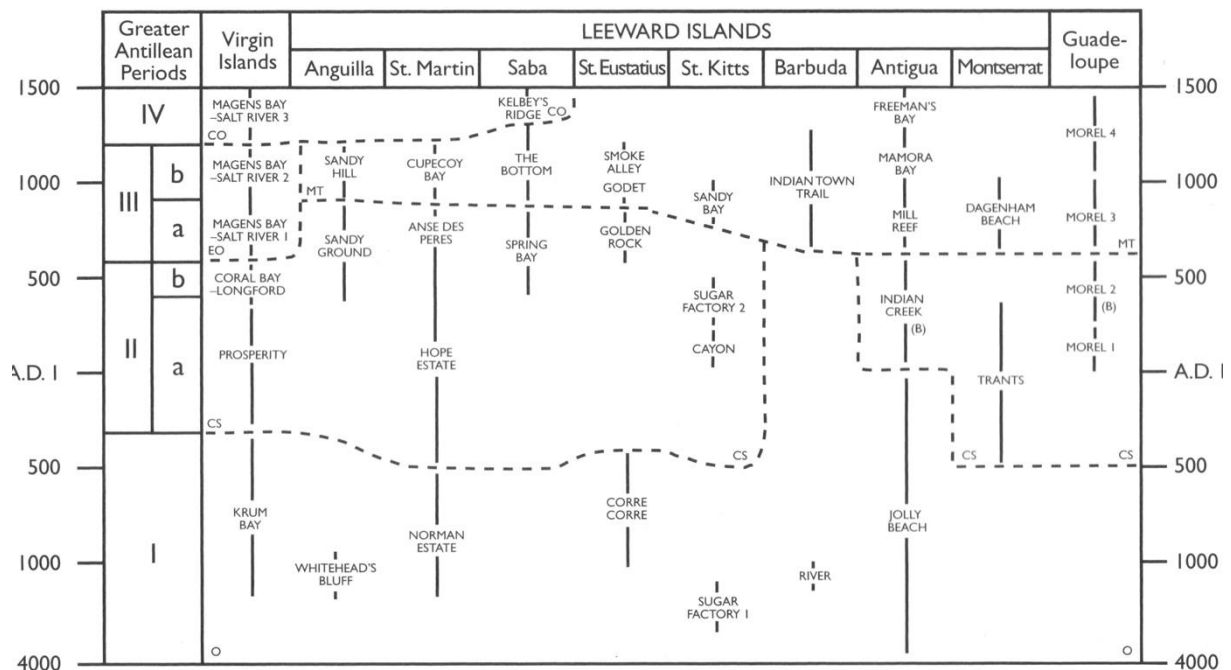 Greater
Antillean
Periods
Virgin
Islands
LEEWARD ISLANDS
Guade-
loupe
Anguilla
St. Martin
Saba
St. Eustatius
St. Kitts
Barbuda
Antigua
Montserrat
1500
1000
500
A.D. I
500
1000
4000
IV
III
b
a
II
b
a
I
CO
MAGENS BAY
–SALT RIVER 3
MAGENS BAY
–SALT RIVER 2
MAGENS BAY
–SALT RIVER 1
EO
CORAL BAY
–LONGFORD
PROSPERITY
CS
KRUM
BAY
O
SANDY
HILL
MT
SANDY
GROUND
WHITEHEAD'S
BLUFF
CUPECOY
BAY
ANSE DES
PERES
HOPE
ESTATE
NORMAN
ESTATE
KELBEY'S
RIDGE
CO
THE
BOTTOM
SPRING
BAY
SMOKE
ALLEY
GODET
GOLDEN
ROCK
CORRE
CORRE
SANDY
BAY
SUGAR
FACTORY 2
CAYON
CS
SUGAR
FACTORY 1
INDIAN TOWN
TRAIL
RIVER
FREEMAN'S
BAY
MAMORA
BAY
MILL
REEF
INDIAN
CREEK
(B)
JOLLY
BEACH
DAGENHAM
BEACH
TRANTS
CS
MOREL 4
MOREL 3
MT
MOREL 2
(B)
MOREL 1
CS
O
1500
1000
500
A.D. I
500
1000
4000